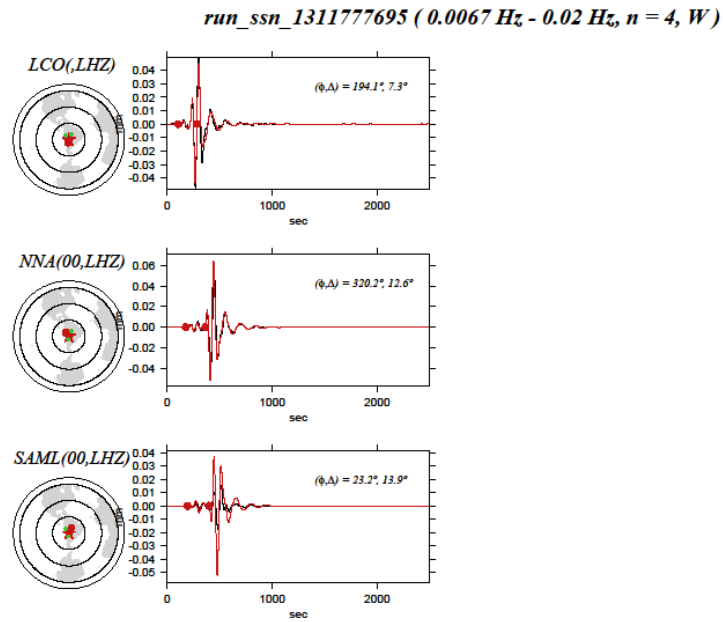 run_ssn_1311777695 ( 0.0067 Hz - 0.02 Hz, n = 4, W )
LCO(,LHZ)
0.04
0.03
0.02
0.01
0.00
-0.01
-0.02
-0.03
-0.04
(ϕ,Δ) = 194.1°, 7.3°
0 1000 2000
sec
NNA(00,LHZ)
0.06
0.04
0.02
0.00
-0.02
-0.04
(ϕ,Δ) = 320.2°, 12.6°
0 1000 2000
sec
SAML(00,LHZ)
0.04
0.03
0.02
0.01
0.00
-0.01
-0.02
-0.03
-0.04
-0.05
(ϕ,Δ) = 23.2°, 13.9°
0 1000 2000
sec